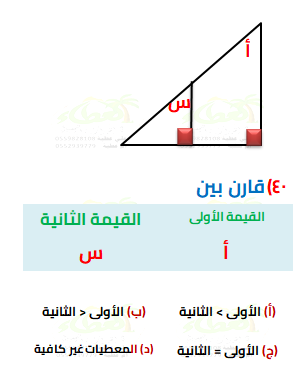 أ
س
٤٠) قارن بين
القيمة الأولى القيمة الثانية
أ س
(أ) الأولى > الثانية (ب) الأولى < الثانية
(ج) الأولى = الثانية (د) المعطيات غير كافية